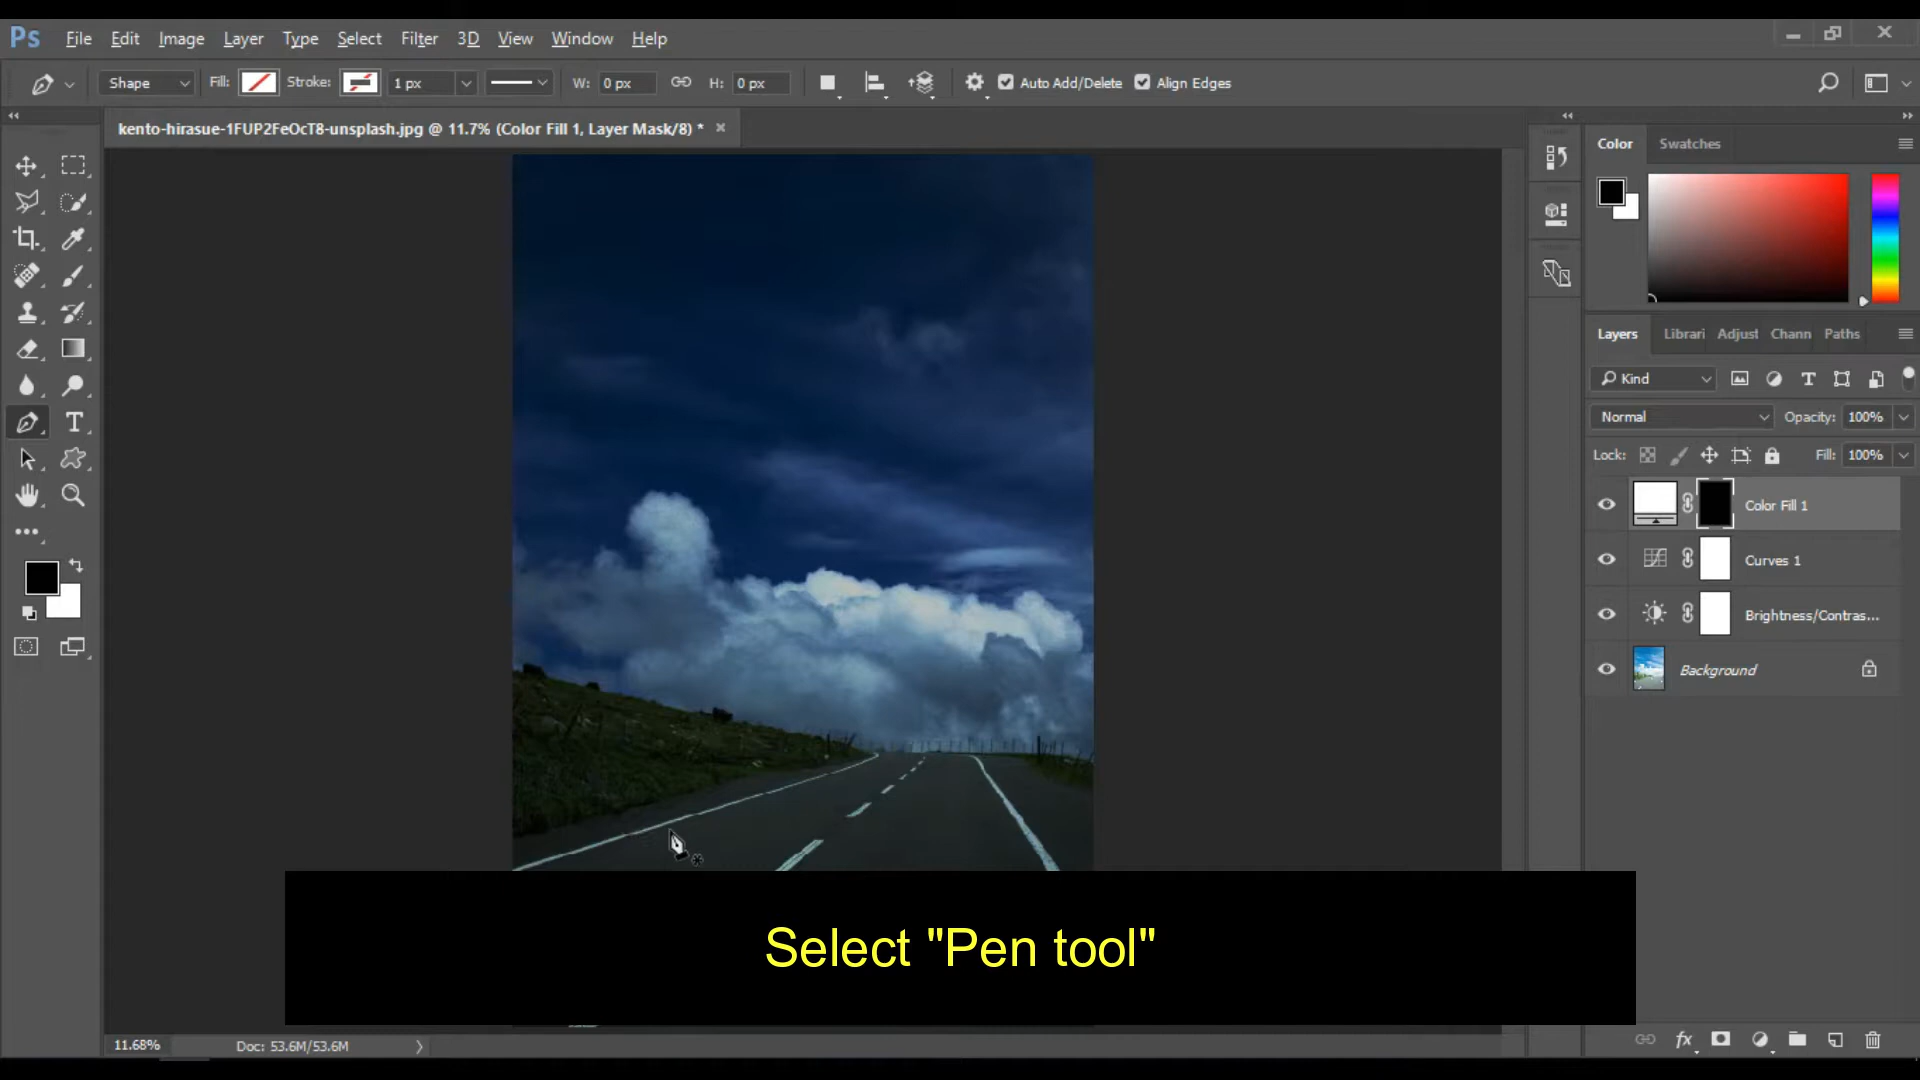 Ps File Edit Image Layer Type Select Filter 3D View Window Help
Shape Fill: Stroke: 1 px W: 0 px H: 0 px Auto Add/Delete Align Edges
kento-hirasue-1FUP2FeOcT8-unsplash.jpg @ 11.7% (Color Fill 1, Layer Mask/8) *
Color Swatches
Layers Librari Adjust Chann Paths
Kind
Normal Opacity: 100%
Lock: Fill: 100%
Color Fill 1
Curves 1
Brightness/Contras...
Background
Select "Pen tool"
11.68% Doc: 53.6M/53.6M
fx